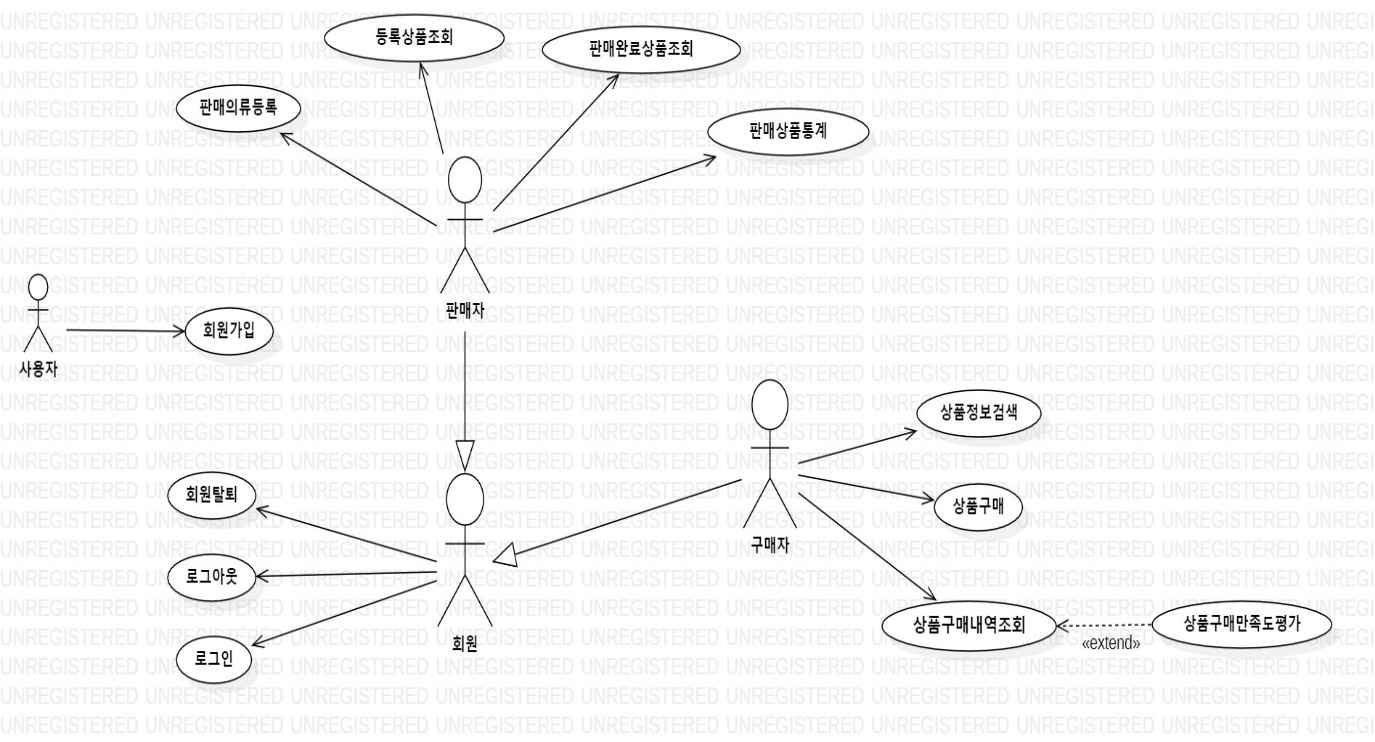 등록상품조회
판매완료상품조회
판매의류등록
판매상품통계
판매자
사용자
회원가입
상품정보검색
상품구매
구매자
회원탈퇴
로그아웃
로그인
회원
상품구매내역조회
«extend»
상품구매만족도평가
UNREGISTERED